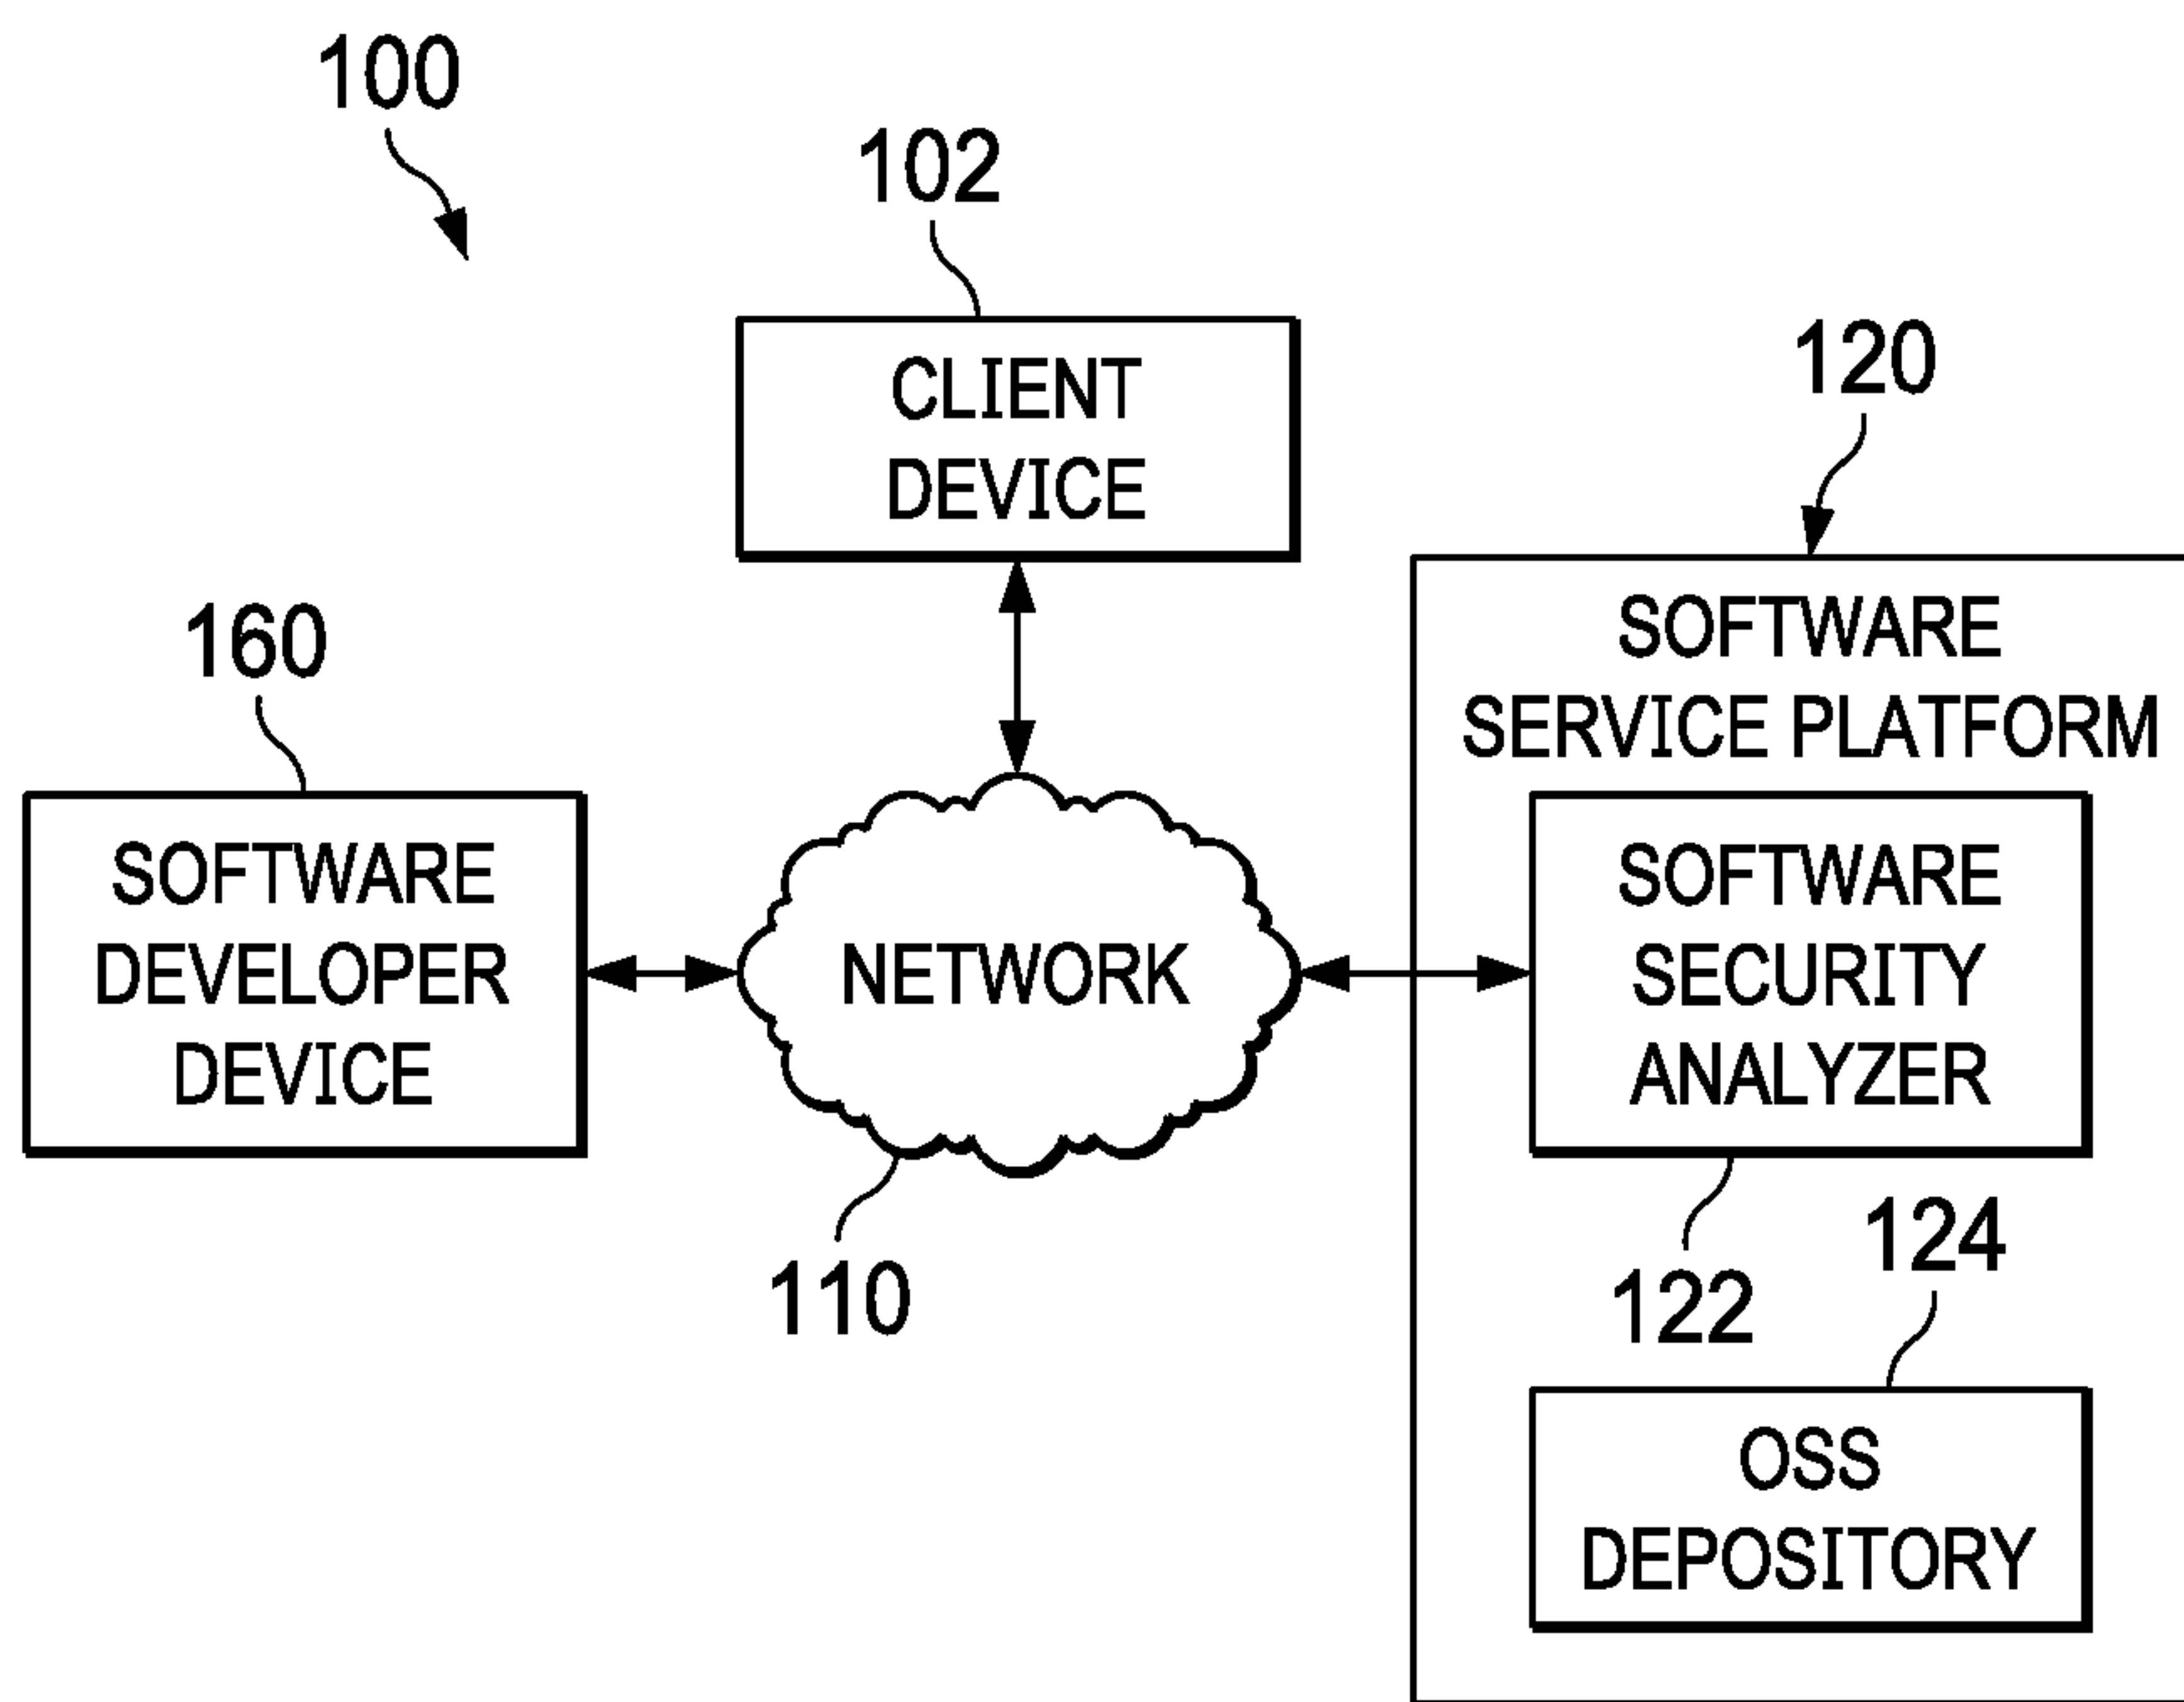 100
102
CLIENT
DEVICE
120
SOFTWARE
SERVICE PLATFORM
160
SOFTWARE
DEVELOPER
DEVICE
NETWORK
110
SOFTWARE
SECURITY
ANALYZER
122
124
OSS
DEPOSITORY